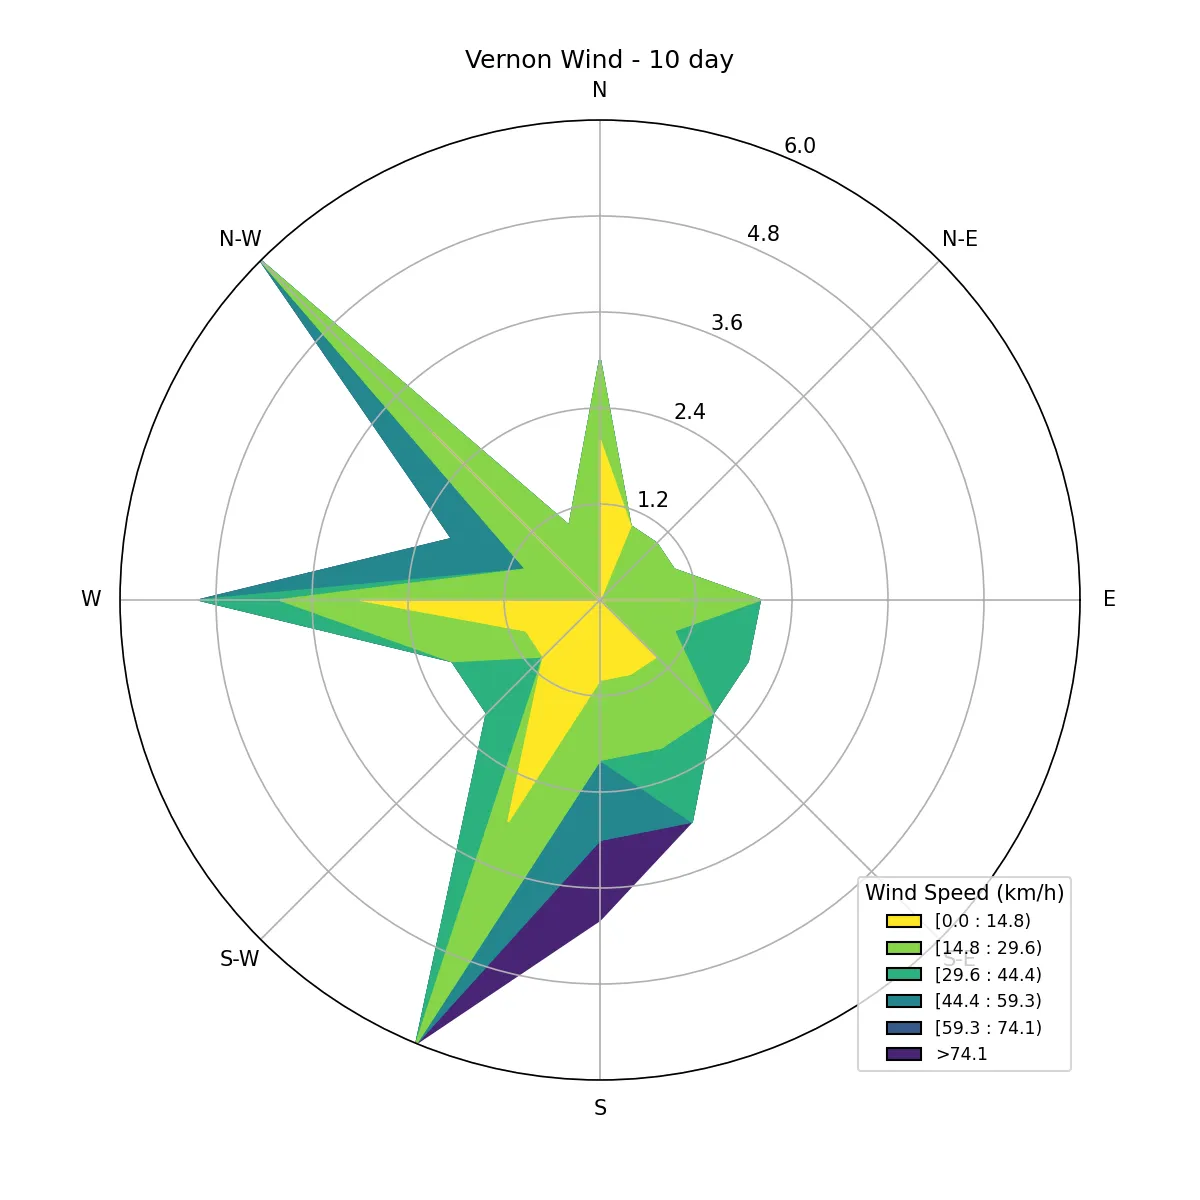 Vernon Wind - 10 day
N
6.0
N-W
N-E
4.8
3.6
2.4
1.2
W
E
Wind Speed (km/h)
[0.0 : 14.8)
[14.8 : 29.6)
S-W
S-E
[29.6 : 44.4)
[44.4 : 59.3)
[59.3 : 74.1)
>74.1
S